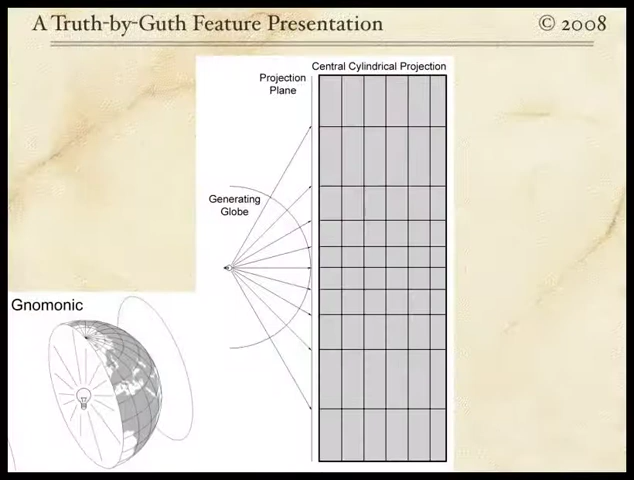 A Truth-by-Guth Feature Presentation
© 2008
Central Cylindrical Projection
Projection
Plane
Generating
Globe
Gnomonic